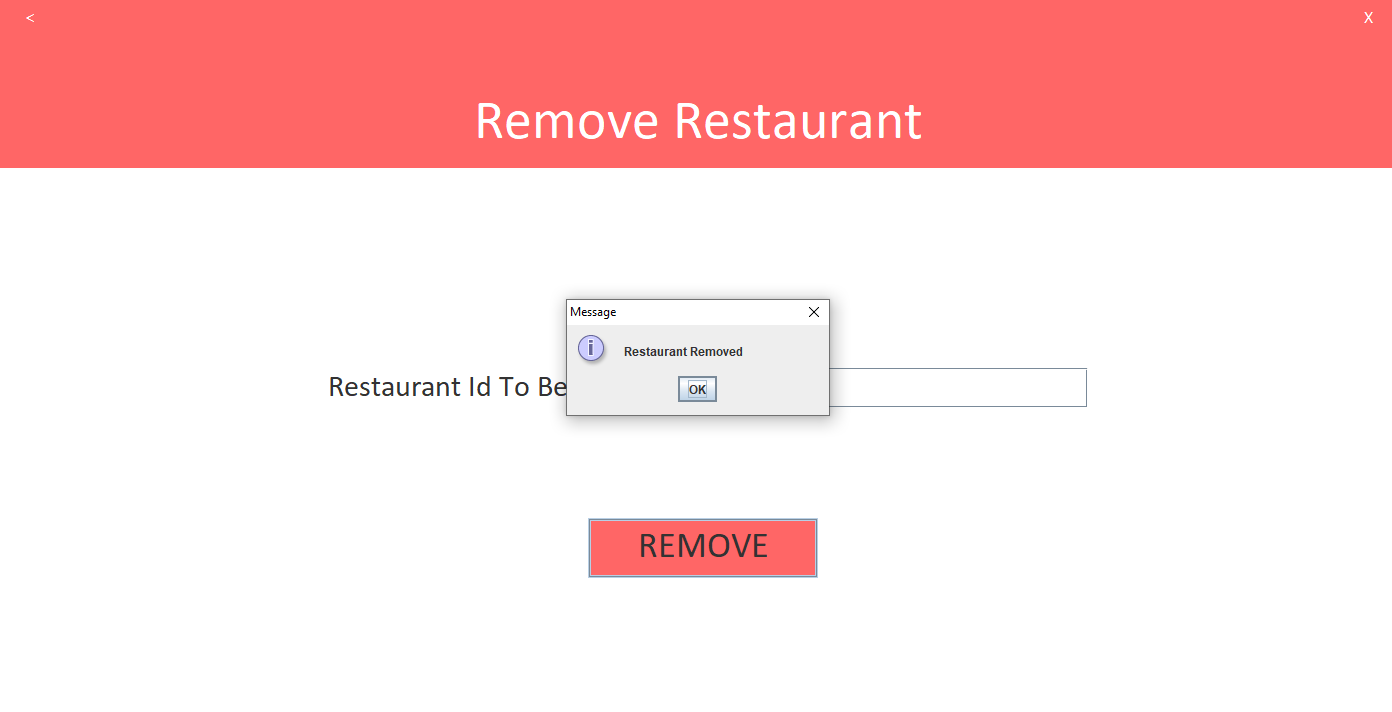 <
X
Remove Restaurant
Message
i
Restaurant Removed
OK
Restaurant Id To Be
REMOVE